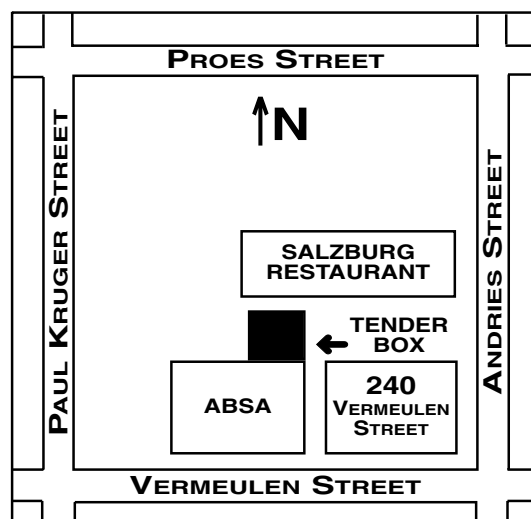 PROES STREET
N
PAUL KRUGER STREET
ANDRIES STREET
SALZBURG
RESTAURANT
TENDER
BOX
ABSA
240
VERMEULEN
STREET
VERMEULEN STREET